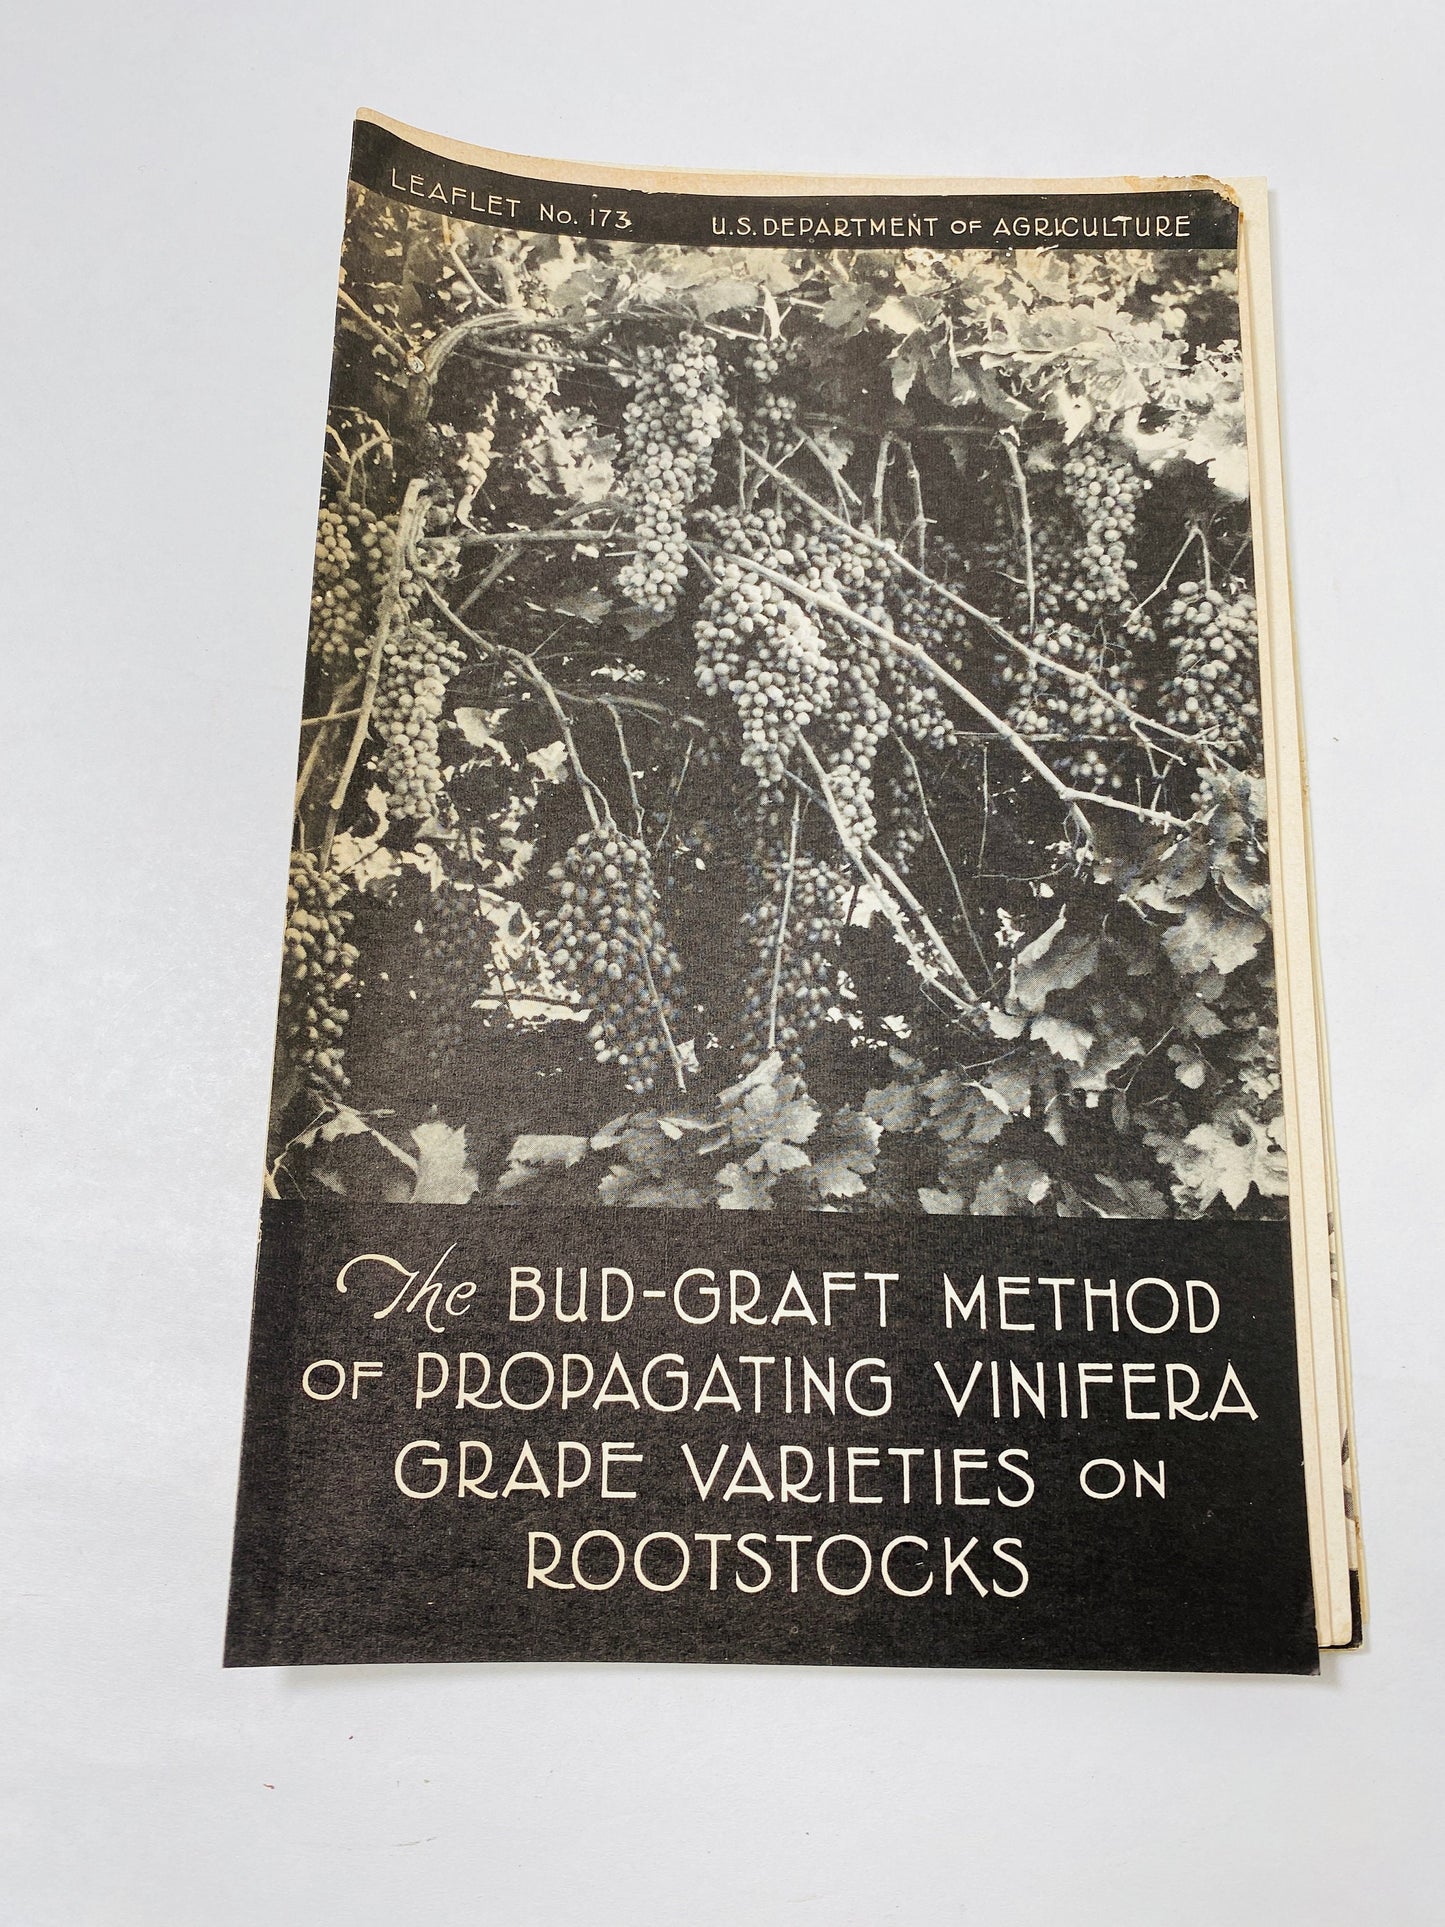 LEAFLET No. 173 U.S. DEPARTMENT OF AGRICULTURE
The BUD-GRAFT METHOD
OF PROPAGATING VINIFERA
GRAPE VARIETIES ON
ROOTSTOCKS